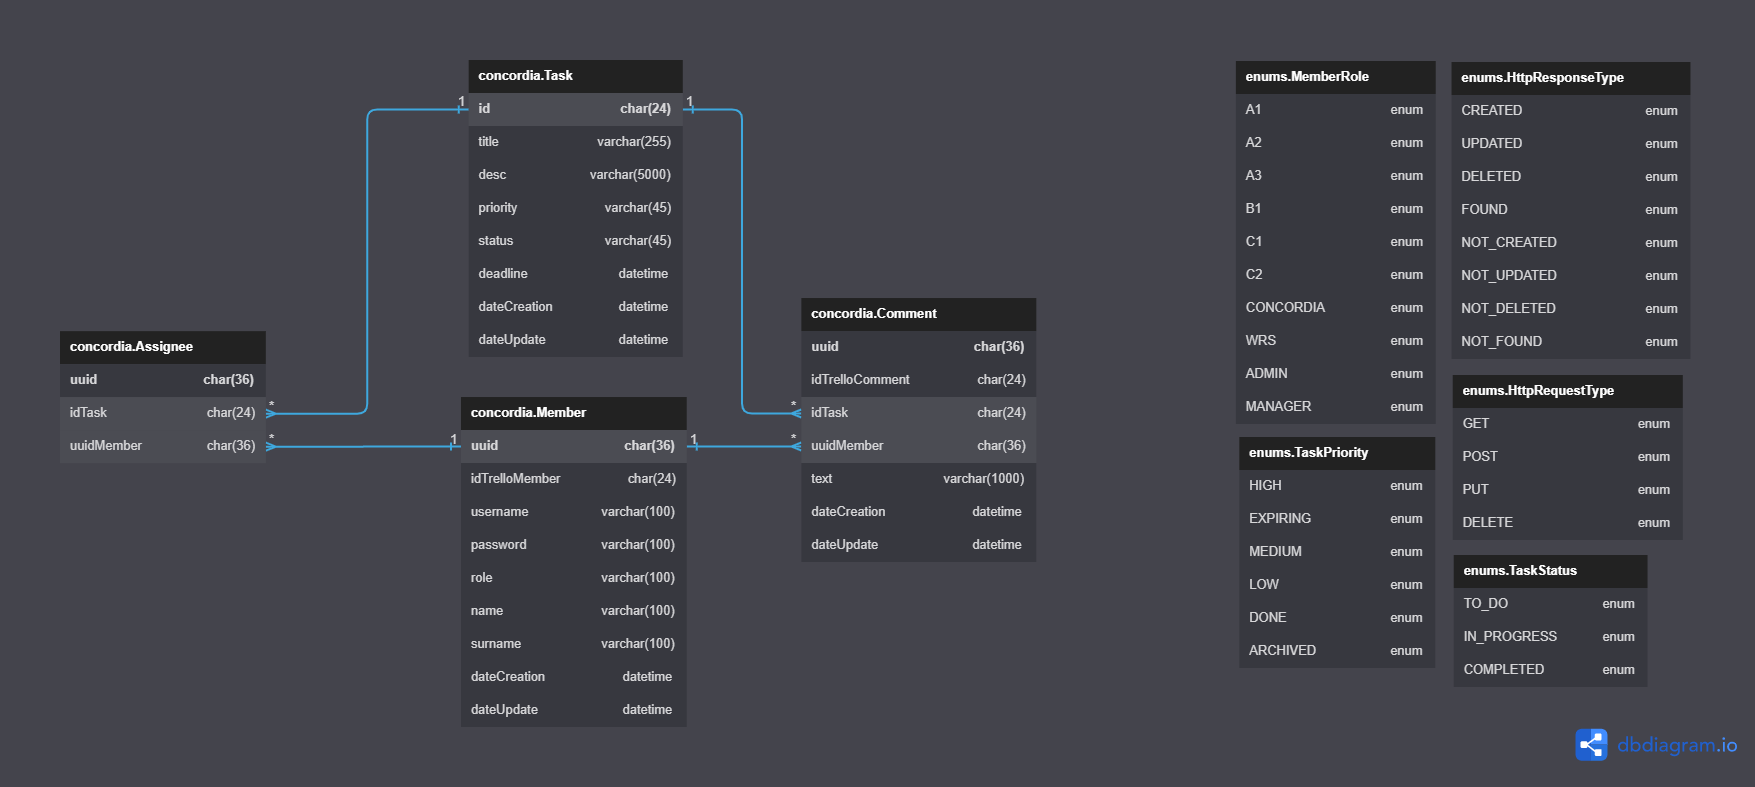 concordia.Task
1 id char(24) 1
title varchar(255)
desc varchar(5000)
priority varchar(45)
status varchar(45)
deadline datetime
dateCreation datetime
dateUpdate datetime
concordia.Assignee
uuid char(36)
idTask char(24) *
uuidMember char(36) *
concordia.Member
1 uuid char(36) 1
idTrelloMember char(24)
username varchar(100)
password varchar(100)
role varchar(100)
name varchar(100)
surname varchar(100)
dateCreation datetime
dateUpdate datetime
concordia.Comment
uuid char(36)
idTrelloComment char(24)
* idTask char(24)
* uuidMember char(36)
text varchar(1000)
dateCreation datetime
dateUpdate datetime
enums.MemberRole
A1 enum
A2 enum
A3 enum
B1 enum
C1 enum
C2 enum
CONCORDIA enum
WRS enum
ADMIN enum
MANAGER enum
enums.TaskPriority
HIGH enum
EXPIRING enum
MEDIUM enum
LOW enum
DONE enum
ARCHIVED enum
enums.HttpResponseType
CREATED enum
UPDATED enum
DELETED enum
FOUND enum
NOT_CREATED enum
NOT_UPDATED enum
NOT_DELETED enum
NOT_FOUND enum
enums.HttpRequestType
GET enum
POST enum
PUT enum
DELETE enum
enums.TaskStatus
TO_DO enum
IN_PROGRESS enum
COMPLETED enum
dbdiagram.io